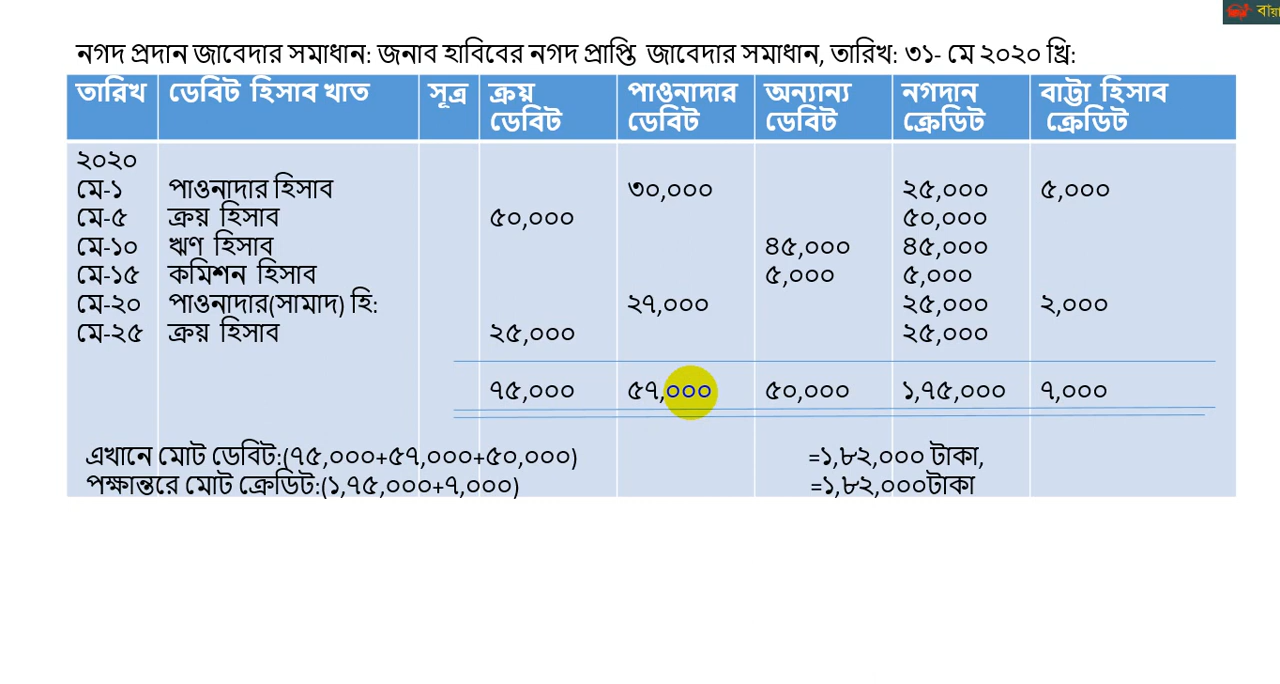 বাঁয়া
নগদ প্রদান জাবেদার সমাধান: জনাব হাবিবের নগদ প্রাপ্তি জাবেদার সমাধান, তারিখ: ৩১- মে ২০২০ খ্রি:
তারিখ ডেবিট হিসাব খাত সূত্র ক্রয় ডেবিট পাওনাদার ডেবিট অন্যান্য ডেবিট নগদান ক্রেডিট বাট্টা হিসাব ক্রেডিট
২০২০
মে-১ পাওনাদার হিসাব ৩০,০০০ ২৫,০০০ ৫,০০০
মে-৫ ক্রয় হিসাব ৫০,০০০ ৫০,০০০
মে-১০ ঋণ হিসাব ৪৫,০০০ ৪৫,০০০
মে-১৫ কমিশন হিসাব ৫,০০০ ৫,০০০
মে-২০ পাওনাদার(সামাদ) হি: ২৭,০০০ ২৫,০০০ ২,০০০
মে-২৫ ক্রয় হিসাব ২৫,০০০ ২৫,০০০
৭৫,০০০ ৫৭,০০০ ৫০,০০০ ১,৭৫,০০০ ৭,০০০
এখানে মোট ডেবিট:(৭৫,০০০+৫৭,০০০+৫০,০০০) =১,৮২,০০০ টাকা,
পক্ষান্তরে মোট ক্রেডিট:(১,৭৫,০০০+৭,০০০) =১,৮২,০০০টাকা